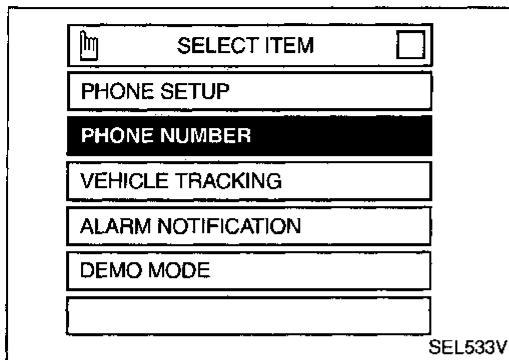 SELECT ITEM
PHONE SETUP
PHONE NUMBER
VEHICLE TRACKING
ALARM NOTIFICATION
DEMO MODE
SEL533V